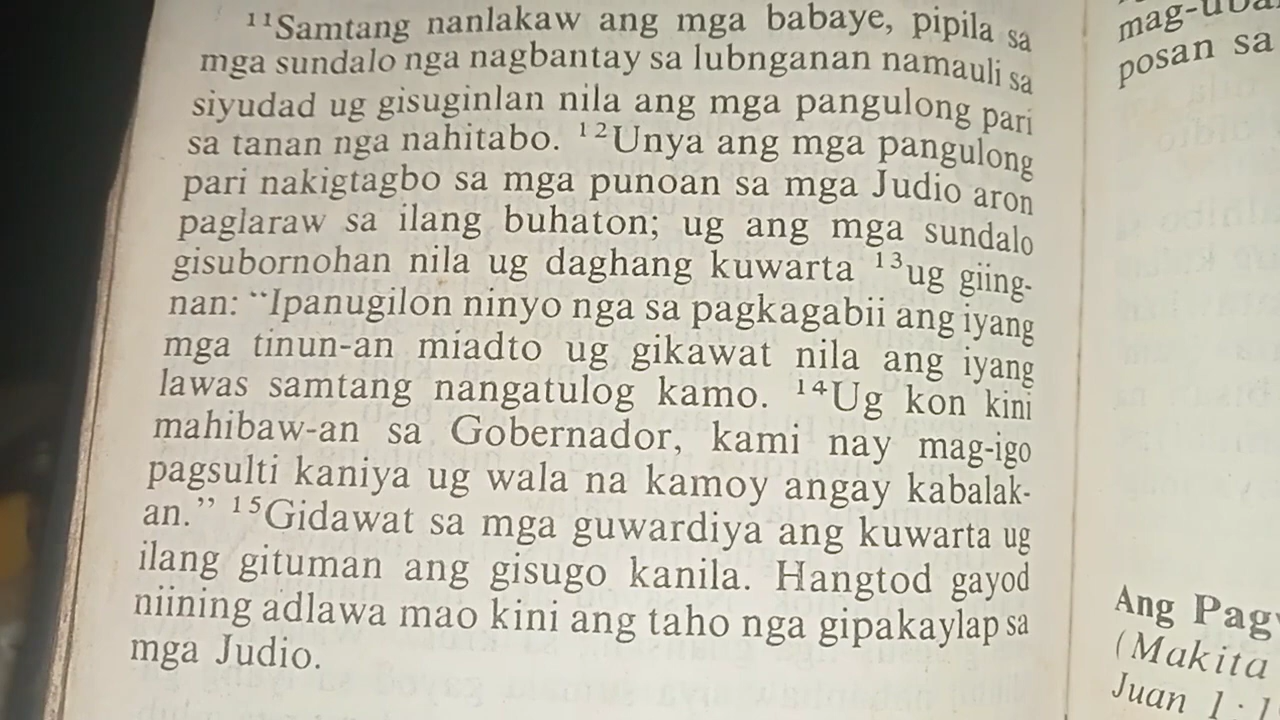 ¹¹Samtang nanlakaw ang mga babaye, pipila sa
mga sundalo nga nagbantay sa lubnganan namauli sa
siyudad ug gisuginlan nila ang mga pangulong pari
sa tanan nga nahitabo. ¹²Unya ang mga pangulong
pari nakigtagbo sa mga punoan sa mga Judio aron
paglaraw sa ilang buhaton; ug ang mga sundalo
gisubornohan nila ug daghang kuwarta ¹³ug giing-
nan: “Ipanugilon ninyo nga sa pagkagabii ang iyang
mga tinun-an miadto ug gikawat nila ang iyang
lawas samtang nangatulog kamo. ¹⁴Ug kon kini
mahibaw-an sa Gobernador, kami nay mag-igo
pagsulti kaniya ug wala na kamoy angay kabalak-
an.” ¹⁵Gidawat sa mga guwardiya ang kuwarta ug
ilang gituman ang gisugo kanila. Hangtod gayod
niining adlawa mao kini ang taho nga gipakaylap sa
mga Judio.
posan sa
Ang
(Makita
Juan